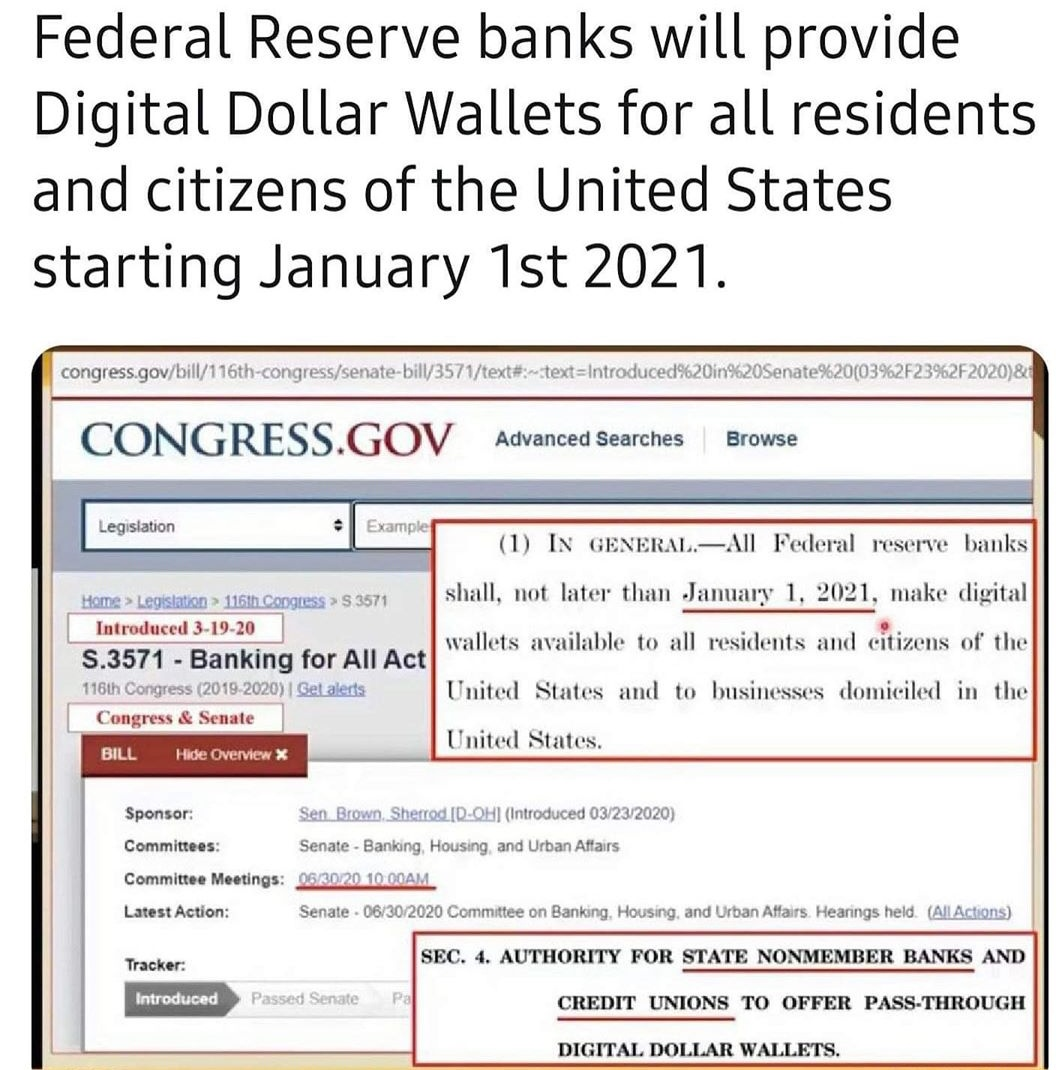 Federal Reserve banks will provide
Digital Dollar Wallets for all residents
and citizens of the United States
starting January 1st 2021.
congress.gov/bill/116th-congress/senate-bill/3571/text#:~:text=Introduced%20in%20Senate%20(03%2F23%2F2020)&t
CONGRESS.GOV Advanced Searches Browse
Legislation Example
(1) IN GENERAL.—All Federal reserve banks
shall, not later than January 1, 2021, make digital
wallets available to all residents and citizens of the
United States and to businesses domiciled in the
United States.
Home > Legislation > 116th Congress > S.3571
Introduced 3-19-20
S.3571 - Banking for All Act
116th Congress (2019-2020) | Get alerts
Congress & Senate
BILL Hide Overview X
Sponsor: Sen. Brown, Sherrod [D-OH] (Introduced 03/23/2020)
Committees: Senate - Banking, Housing, and Urban Affairs
Committee Meetings: 06/30/20 10:00AM
Latest Action: Senate - 06/30/2020 Committee on Banking, Housing, and Urban Affairs. Hearings held. (All Actions)
Tracker:
Introduced Passed Senate Pa
SEC. 4. AUTHORITY FOR STATE NONMEMBER BANKS AND
CREDIT UNIONS TO OFFER PASS-THROUGH
DIGITAL DOLLAR WALLETS.